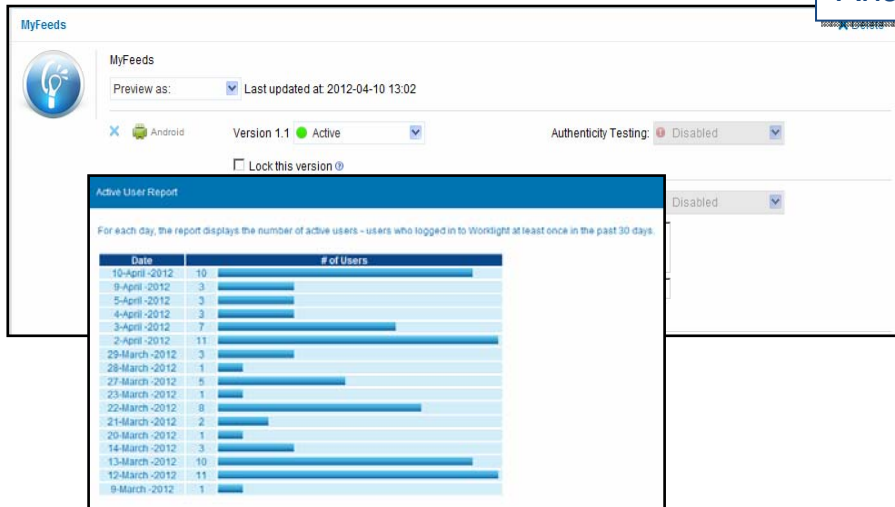 MyFeeds
Delete
MyFeeds
Preview as: Last updated at: 2012-04-10 13:02
Android Version 1.1 Active Authenticity Testing: Disabled
Lock this version
Disabled
Active User Report
For each day, the report displays the number of active users - users who logged in to Worklight at least once in the past 30 days.
Date # of Users
10-April -2012 10
9-April -2012 3
5-April -2012 3
4-April -2012 3
3-April -2012 7
2-April -2012 11
29-March -2012 3
28-March -2012 1
27-March -2012 5
23-March -2012 1
22-March -2012 8
21-March -2012 2
20-March -2012 1
14-March -2012 3
13-March -2012 10
12-March -2012 11
9-March -2012 1